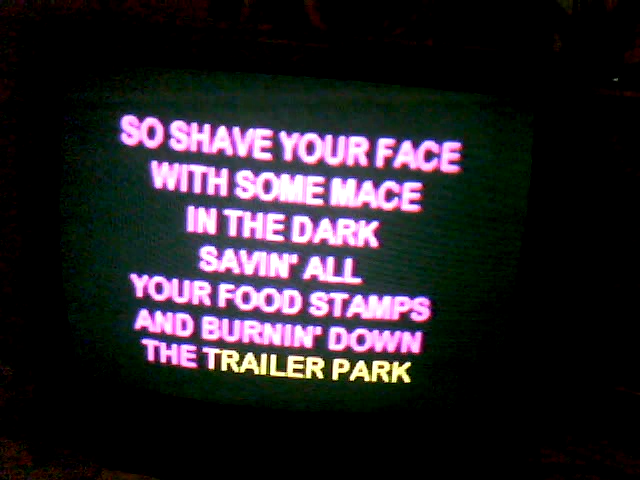 SO SHAVE YOUR FACE
WITH SOME MACE
IN THE DARK
SAVIN' ALL
YOUR FOOD STAMPS
AND BURNIN' DOWN
THE TRAILER PARK